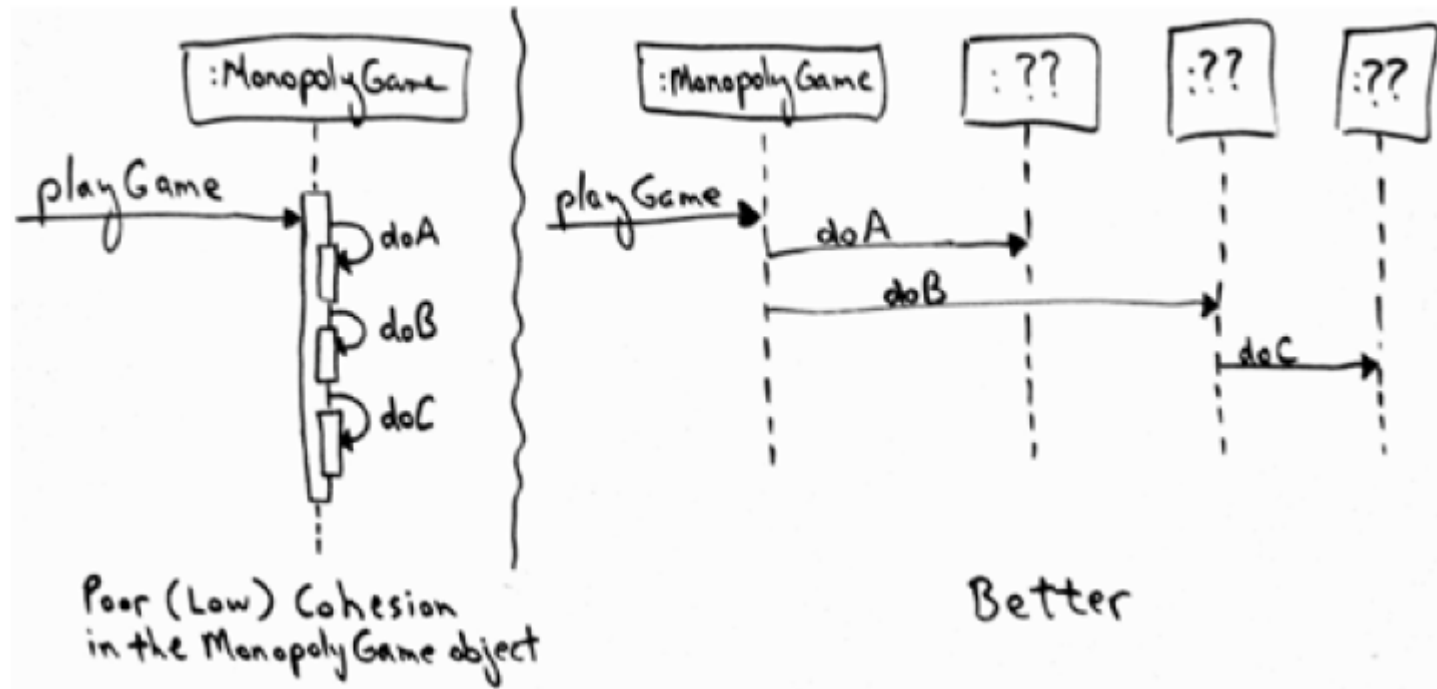 :MonopolyGame
playGame
doA
doB
doC
Poor (Low) Cohesion
in the MonopolyGame object
:MonopolyGame
: ??
:??
:??
playGame
doA
doB
doC
Better